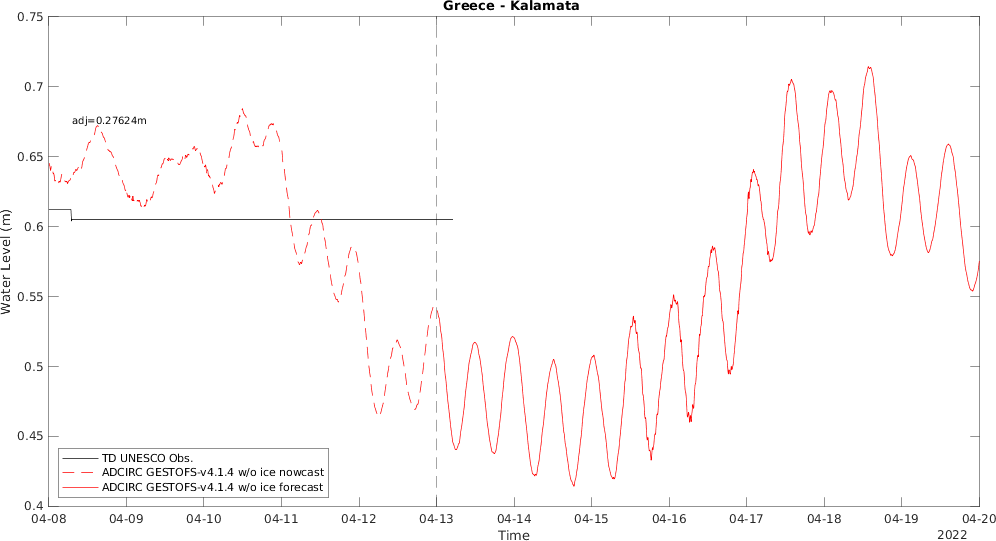 Greece - Kalamata
0.75
0.7
0.65
0.6
0.55
0.5
0.45
0.4
Water Level (m)
adj=0.27624m
TD UNESCO Obs.
ADCIRC GESTOFS-v4.1.4 w/o ice nowcast
ADCIRC GESTOFS-v4.1.4 w/o ice forecast
04-08 04-09 04-10 04-11 04-12 04-13 04-14 04-15 04-16 04-17 04-18 04-19 04-20
Time
2022